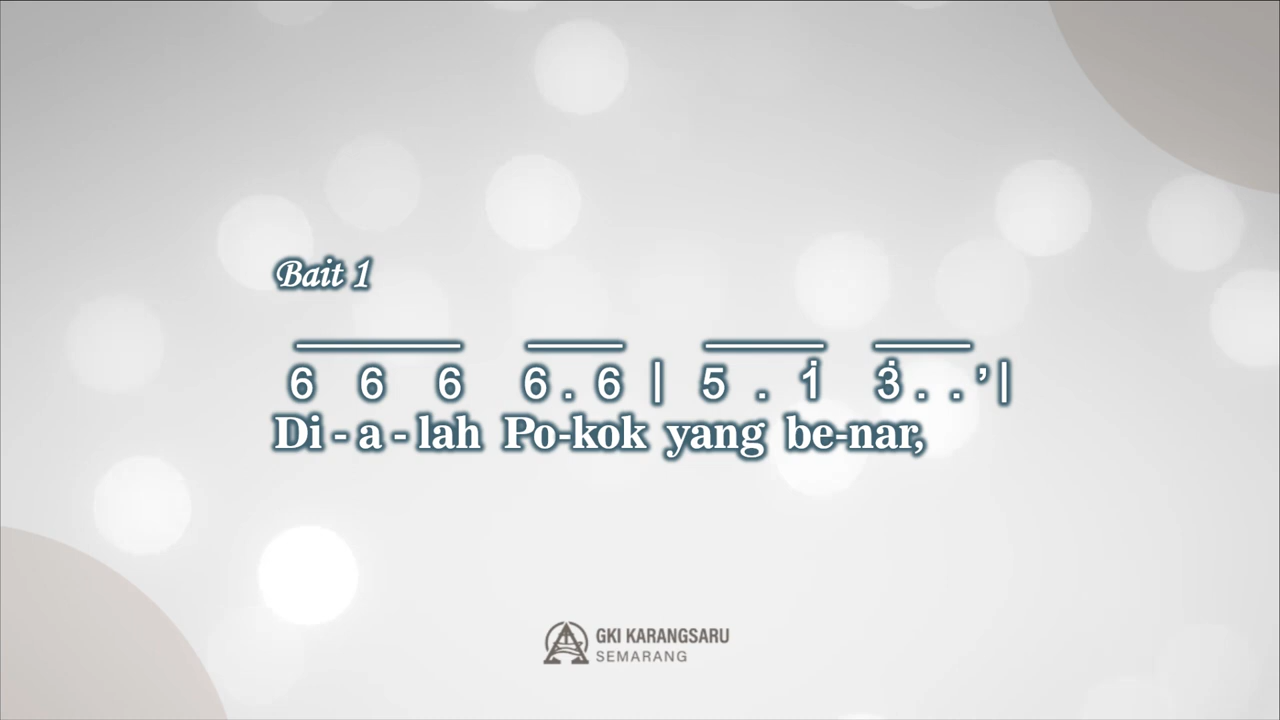 Bait 1
6 6 6 6 . 6 | 5 . 1̇ 3̇ . . ’ |
Di - a - lah Po-kok yang be-nar,
GKI KARANGSARU
SEMARANG